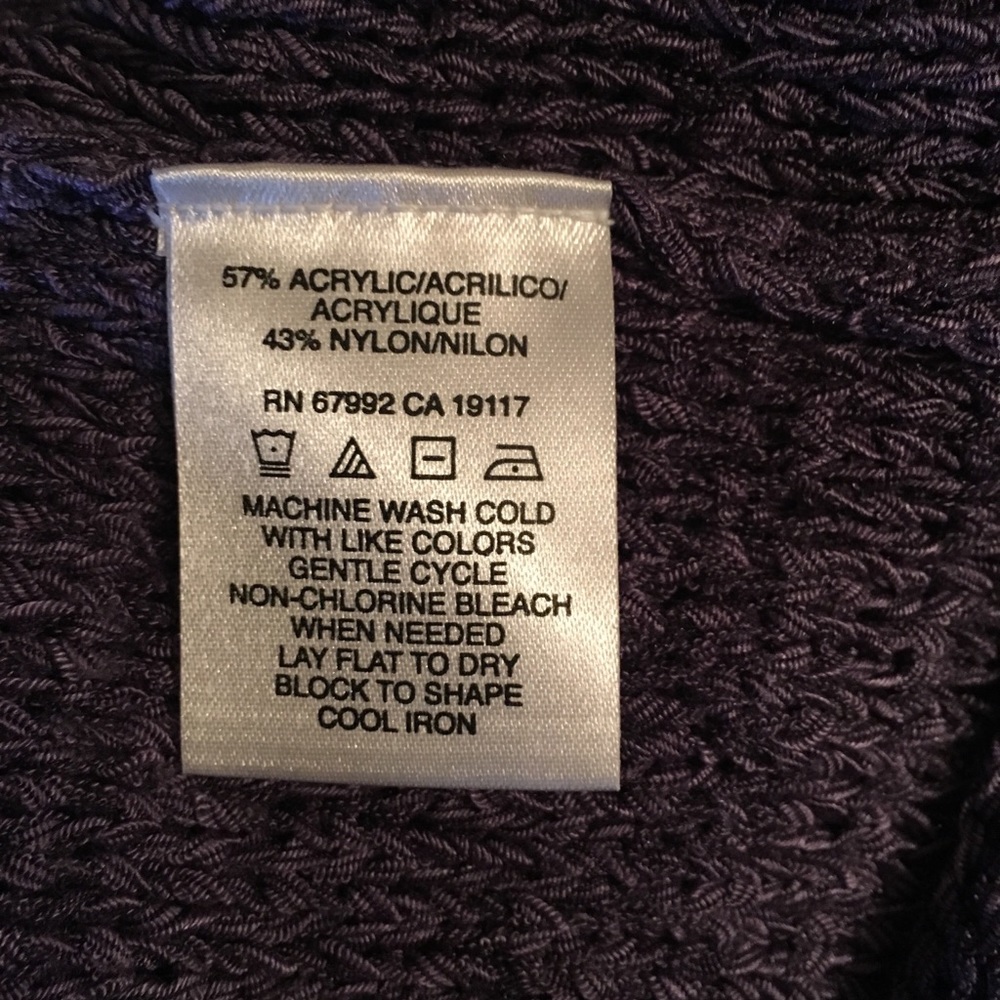 57% ACRYLIC/ACRILICO/
ACRYLIQUE
43% NYLON/NILON
RN 67992 CA 19117
MACHINE WASH COLD
WITH LIKE COLORS
GENTLE CYCLE
NON-CHLORINE BLEACH
WHEN NEEDED
LAY FLAT TO DRY
BLOCK TO SHAPE
COOL IRON